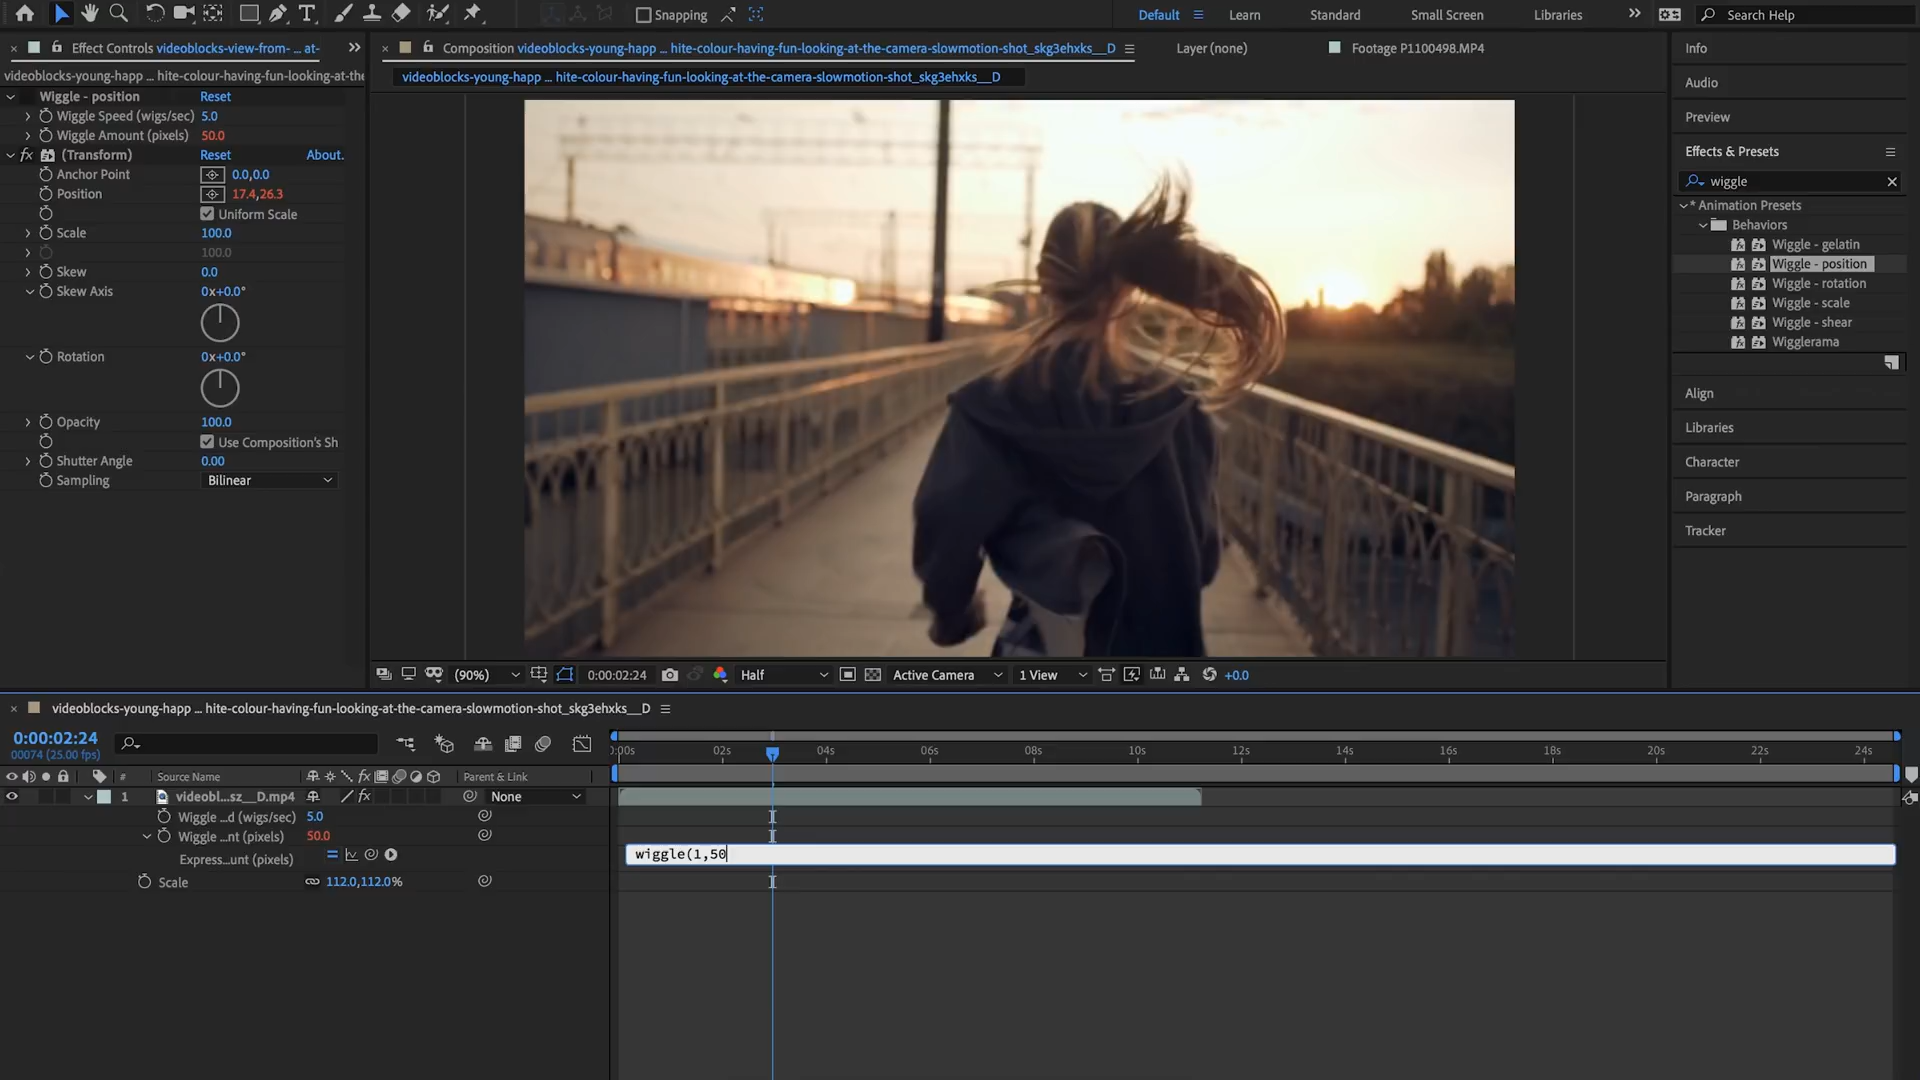 Snapping
Default
Learn
Standard
Small Screen
Libraries
Search Help
Effect Controls videoblocks-view-from- ... at-
videoblocks-young-happ ... hite-colour-having-fun-looking-at-the
Wiggle - position Reset
Wiggle Speed (wigs/sec) 5.0
Wiggle Amount (pixels) 50.0
fx (Transform) Reset About.
Anchor Point 0.0,0.0
Position 17.4,26.3
Uniform Scale
Scale 100.0
100.0
Skew 0.0
Skew Axis 0x+0.0°
Rotation 0x+0.0°
Opacity 100.0
Use Composition's Sh
Shutter Angle 0.00
Sampling Bilinear
Composition videoblocks-young-happ ... hite-colour-having-fun-looking-at-the-camera-slowmotion-shot_skg3ehxks__D
Layer (none)
Footage P1100498.MP4
videoblocks-young-happ ... hite-colour-having-fun-looking-at-the-camera-slowmotion-shot_skg3ehxks__D
(90%) 0:00:02:24 Half Active Camera 1 View +0.0
Info
Audio
Preview
Effects & Presets
wiggle
* Animation Presets
Behaviors
Wiggle - gelatin
Wiggle - position
Wiggle - rotation
Wiggle - scale
Wiggle - shear
Wigglerama
Align
Libraries
Character
Paragraph
Tracker
videoblocks-young-happ ... hite-colour-having-fun-looking-at-the-camera-slowmotion-shot_skg3ehxks__D
0:00:02:24
00074 (25.00 fps)
:00s 02s 04s 06s 08s 10s 12s 14s 16s 18s 20s 22s 24s
# Source Name fx Parent & Link
1 videobl...sz__D.mp4 fx None
Wiggle ...d (wigs/sec) 5.0
Wiggle ...nt (pixels) 50.0
Express...unt (pixels)
wiggle(1,50
Scale 112.0,112.0%